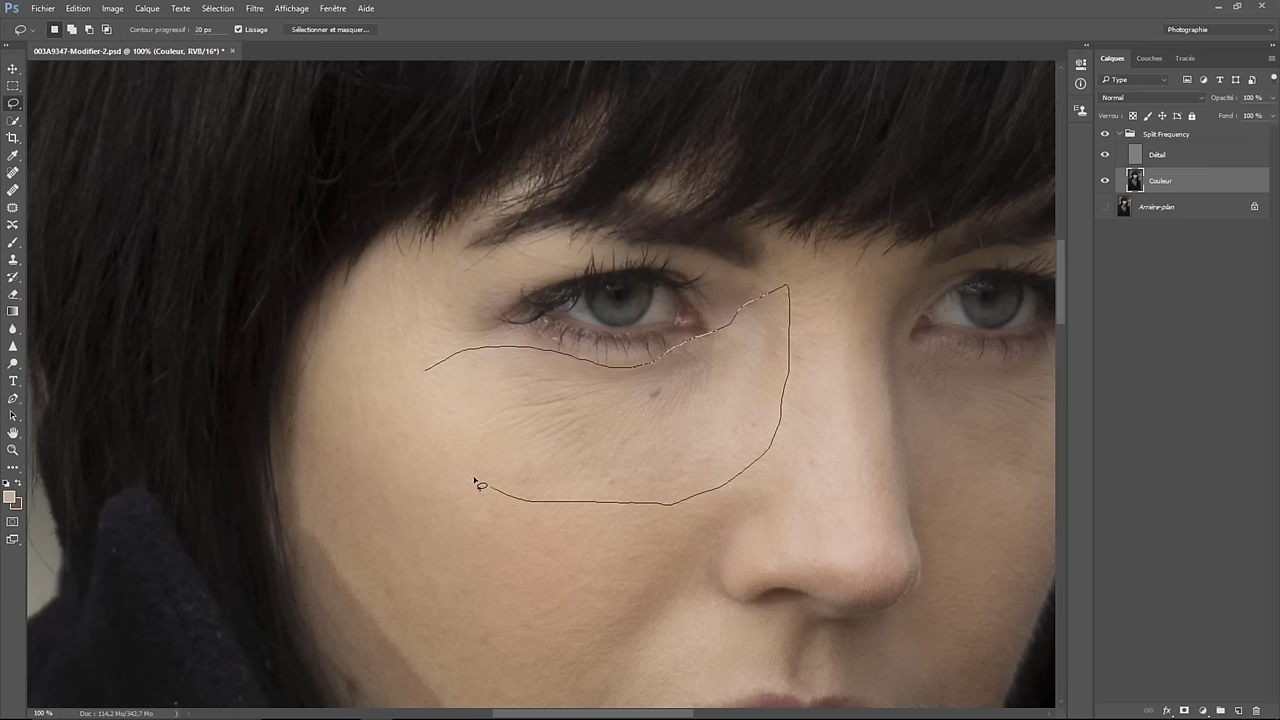 Ps Fichier Edition Image Calque Texte Sélection Filtre Affichage Fenêtre Aide
Contour progressif : 20 px Lissage Sélectionner et masquer... Photographie
003A9347-Modifier-2.psd @ 100% (Couleur, RVB/16*) * ×
Calques Couches Tracés
Type
Normal Opacité : 100 %
Verrou : Fond : 100 %
Split Frequency
Détail
Couleur
Arrière-plan
100 % Doc : 114,2 Mo/342,7 Mo